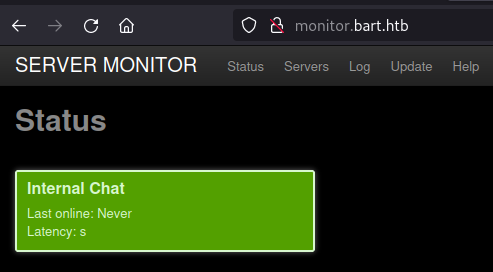 monitor.bart.htb
SERVER MONITOR Status Servers Log Update Help
Status
Internal Chat
Last online: Never
Latency: s